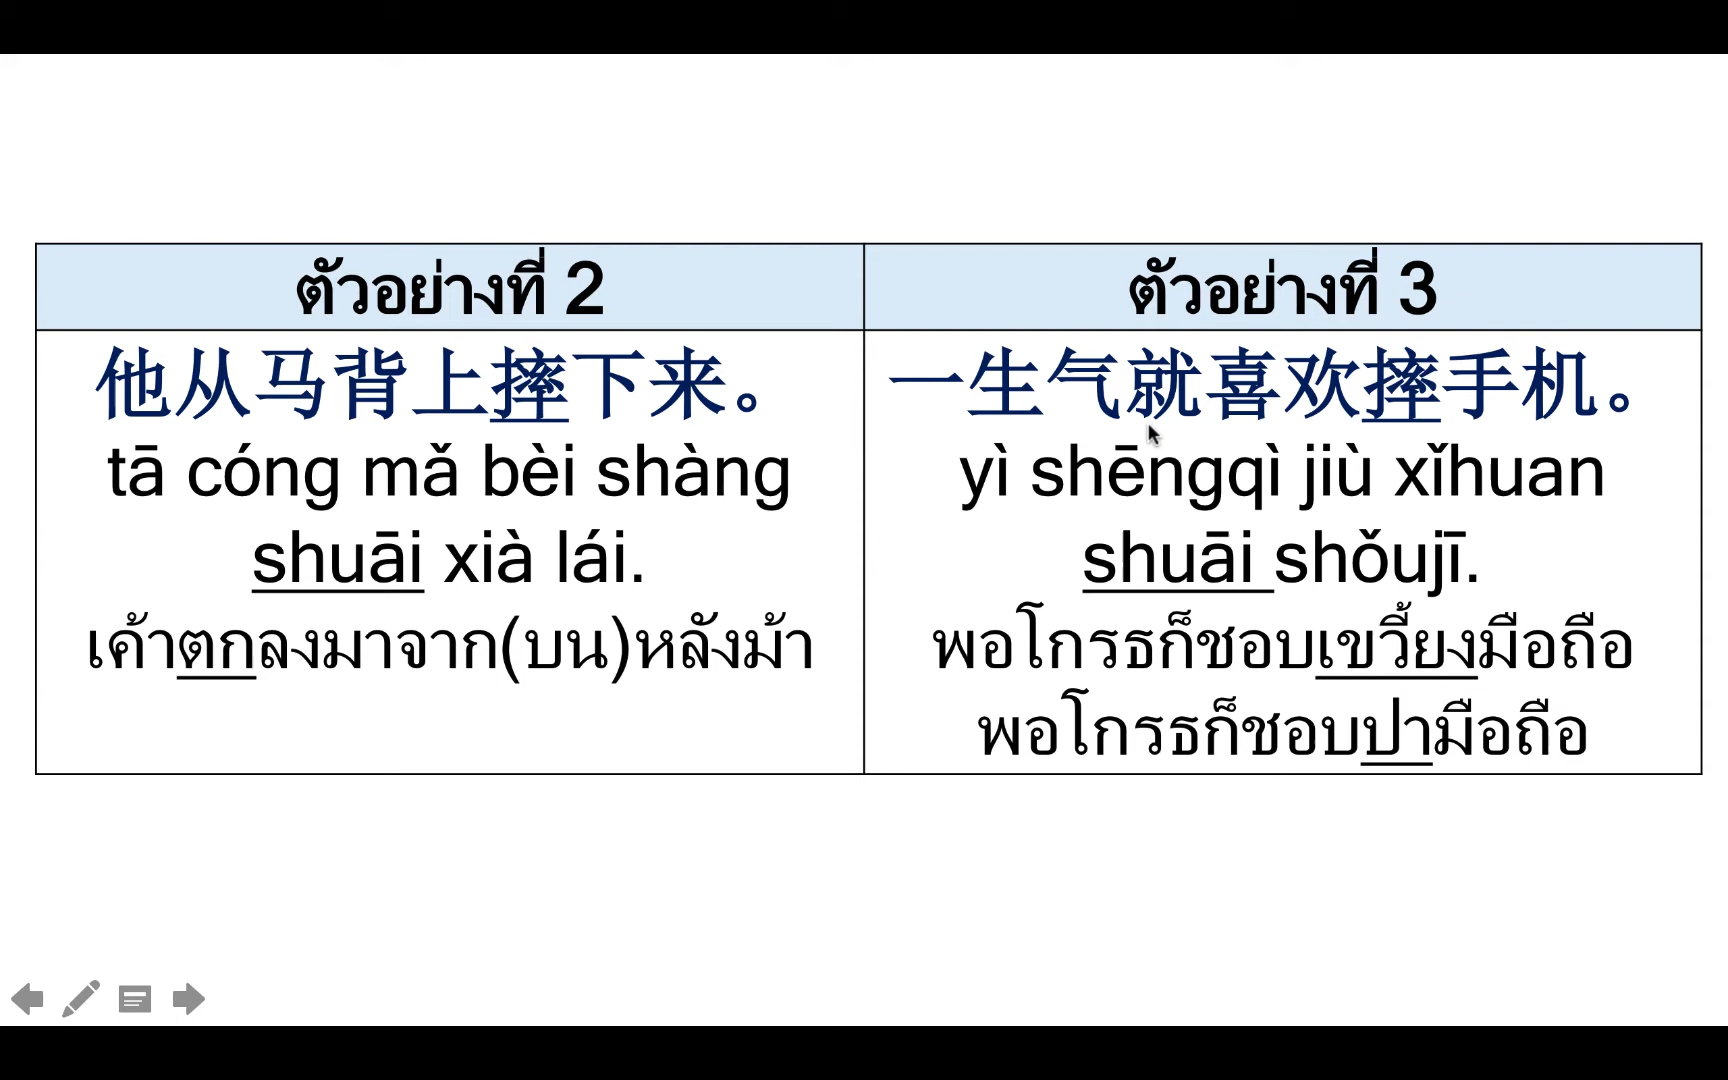 ตัวอย่างที่ 2
他从马背上摔下来。
tā cóng mǎ bèi shàng
shuāi xià lái.
เค้าตกลงมาจาก(บน)หลังม้า
ตัวอย่างที่ 3
一生气就喜欢摔手机。
yì shēngqì jiù xǐhuan
shuāi shǒujī.
พอโกรธก็ชอบเขวี้ยงมือถือ
พอโกรธก็ชอบปามือถือ